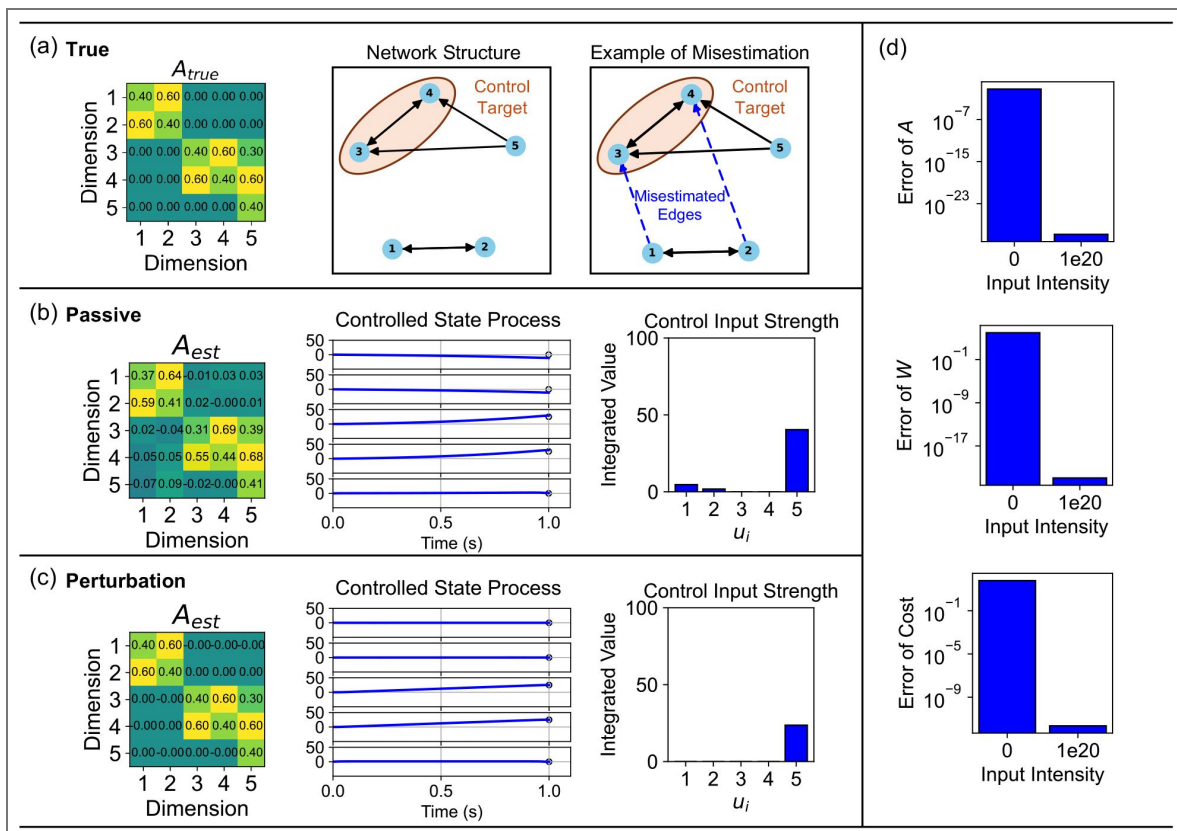 (a) True
A_true
Dimension
1 0.40 0.60 0.00 0.00 0.00
2 0.60 0.40 0.00 0.00 0.00
3 0.00 0.00 0.40 0.60 0.30
4 0.00 0.00 0.60 0.40 0.60
5 0.00 0.00 0.00 0.00 0.40
1 2 3 4 5
Dimension
Network Structure
Control
Target
4
3
5
1
2
Example of Misestimation
Control
Target
4
3
5
Misestimated
Edges
1
2
(b) Passive
A_est
Dimension
1 0.37 0.64 -0.01 0.03 0.03
2 0.59 0.41 0.02 -0.00 0.01
3 -0.02 -0.04 0.31 0.69 0.39
4 -0.05 0.05 0.55 0.44 0.68
5 -0.07 0.09 -0.02 -0.00 0.41
1 2 3 4 5
Dimension
Controlled State Process
50
0
50
0
50
0
50
0
50
0
0.0 0.5 1.0
Time (s)
Control Input Strength
Integrated Value
100
50
0
1 2 3 4 5
u_i
(c) Perturbation
A_est
Dimension
1 0.40 0.60 -0.00 -0.00 -0.00
2 0.60 0.40 0.00 0.00 0.00
3 -0.00 -0.00 0.40 0.60 0.30
4 -0.00 0.00 0.60 0.40 0.60
5 -0.00 -0.00 -0.00 0.00 0.40
1 2 3 4 5
Dimension
Controlled State Process
50
0
50
0
50
0
50
0
50
0
0.0 0.5 1.0
Time (s)
Control Input Strength
Integrated Value
100
50
0
1 2 3 4 5
u_i
(d)
Error of A
10^-7
10^-15
10^-23
0 1e20
Input Intensity
Error of W
10^-1
10^-9
10^-17
0 1e20
Input Intensity
Error of Cost
10^-1
10^-5
10^-9
0 1e20
Input Intensity